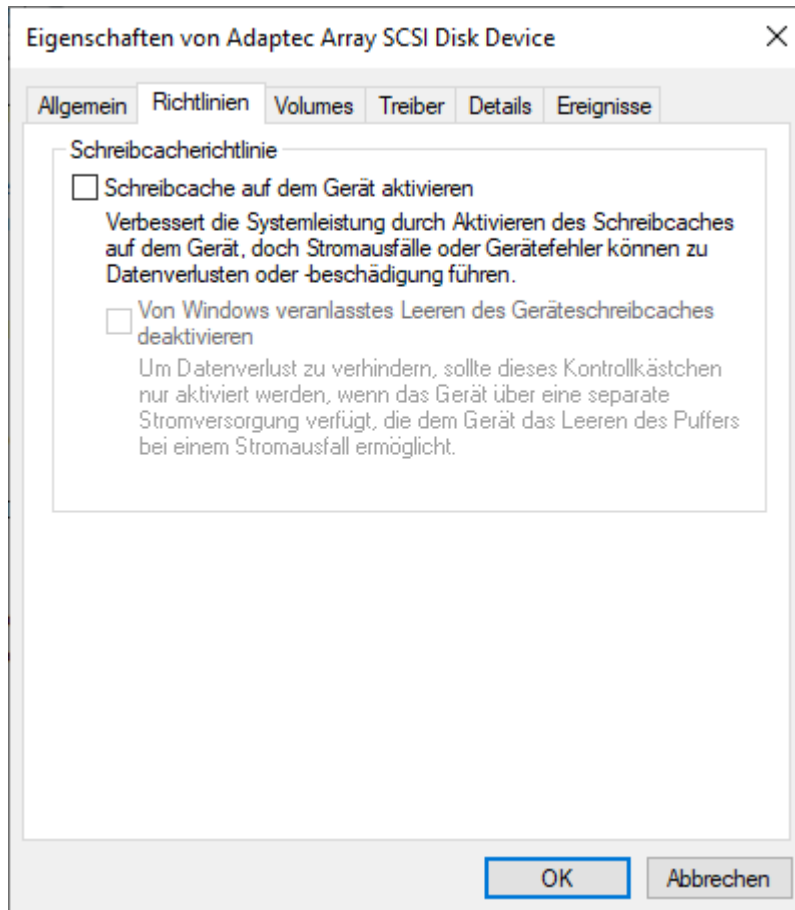 Eigenschaften von Adaptec Array SCSI Disk Device
Allgemein Richtlinien Volumes Treiber Details Ereignisse
Schreibcacherichtlinie
Schreibcache auf dem Gerät aktivieren
Verbessert die Systemleistung durch Aktivieren des Schreibcaches
auf dem Gerät, doch Stromausfälle oder Gerätefehler können zu
Datenverlusten oder -beschädigung führen.
Von Windows veranlasstes Leeren des Geräteschreibcaches
deaktivieren
Um Datenverlust zu verhindern, sollte dieses Kontrollkästchen
nur aktiviert werden, wenn das Gerät über eine separate
Stromversorgung verfügt, die dem Gerät das Leeren des Puffers
bei einem Stromausfall ermöglicht.
OK Abbrechen